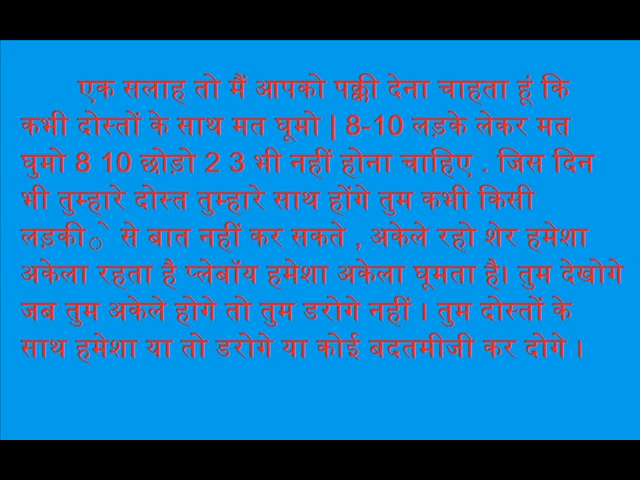 एक सलाह तो मैं आपको पक्की देना चाहता हूं कि
कभी दोस्तों के साथ मत घूमो | 8-10 लड़के लेकर मत
घुमो 8 10 छोड़ो 2 3 भी नहीं होना चाहिए . जिस दिन
भी तुम्हारे दोस्त तुम्हारे साथ होंगे तुम कभी किसी
लड़की़े से बात नहीं कर सकते , अकेले रहो शेर हमेशा
अकेला रहता है प्लेबॉय हमेशा अकेला घूमता है। तुम देखोगे
जब तुम अकेले होगे तो तुम डरोगे नहीं । तुम दोस्तों के
साथ हमेशा या तो डरोगे या कोई बदतमीजी कर दोगे ।